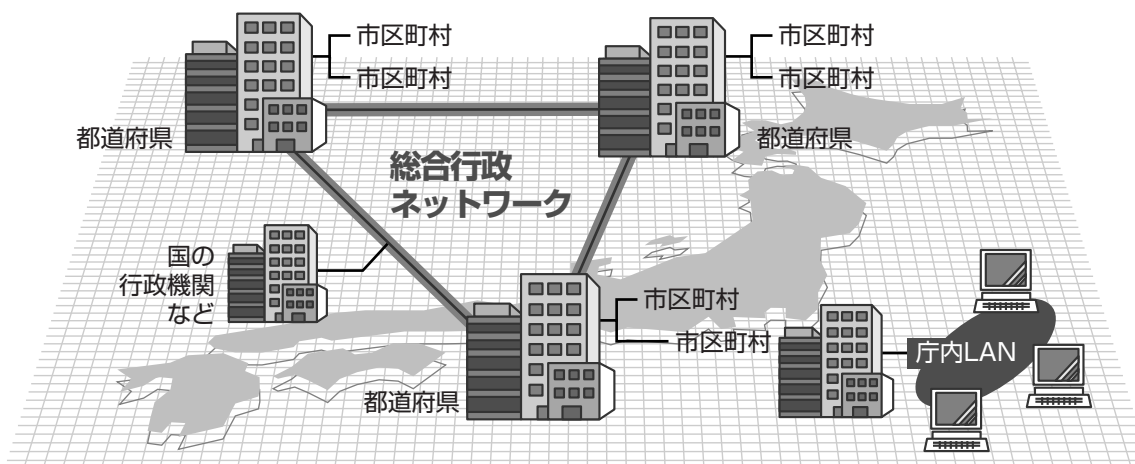 市区町村
市区町村
都道府県
市区町村
市区町村
都道府県
総合行政
ネットワーク
国の
行政機関
など
市区町村
市区町村
都道府県
庁内LAN